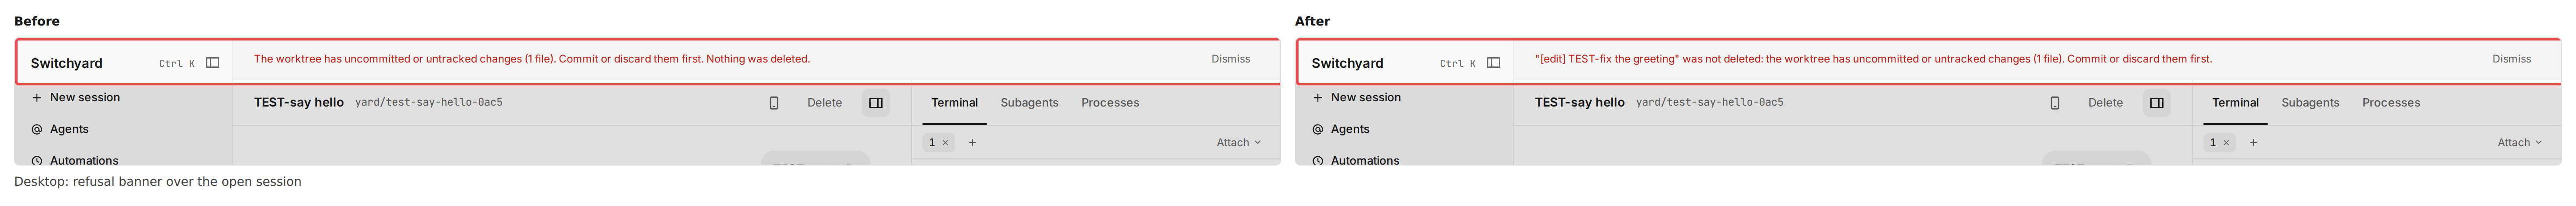 Before
Switchyard Ctrl K
The worktree has uncommitted or untracked changes (1 file). Commit or discard them first. Nothing was deleted. Dismiss
+ New session
TEST-say hello yard/test-say-hello-0ac5 Delete
Terminal Subagents Processes
Agents
1 × + Attach
Automations
Desktop: refusal banner over the open session
After
Switchyard Ctrl K
"[edit] TEST-fix the greeting" was not deleted: the worktree has uncommitted or untracked changes (1 file). Commit or discard them first. Dismiss
+ New session
TEST-say hello yard/test-say-hello-0ac5 Delete
Terminal Subagents Processes
Agents
1 × + Attach
Automations